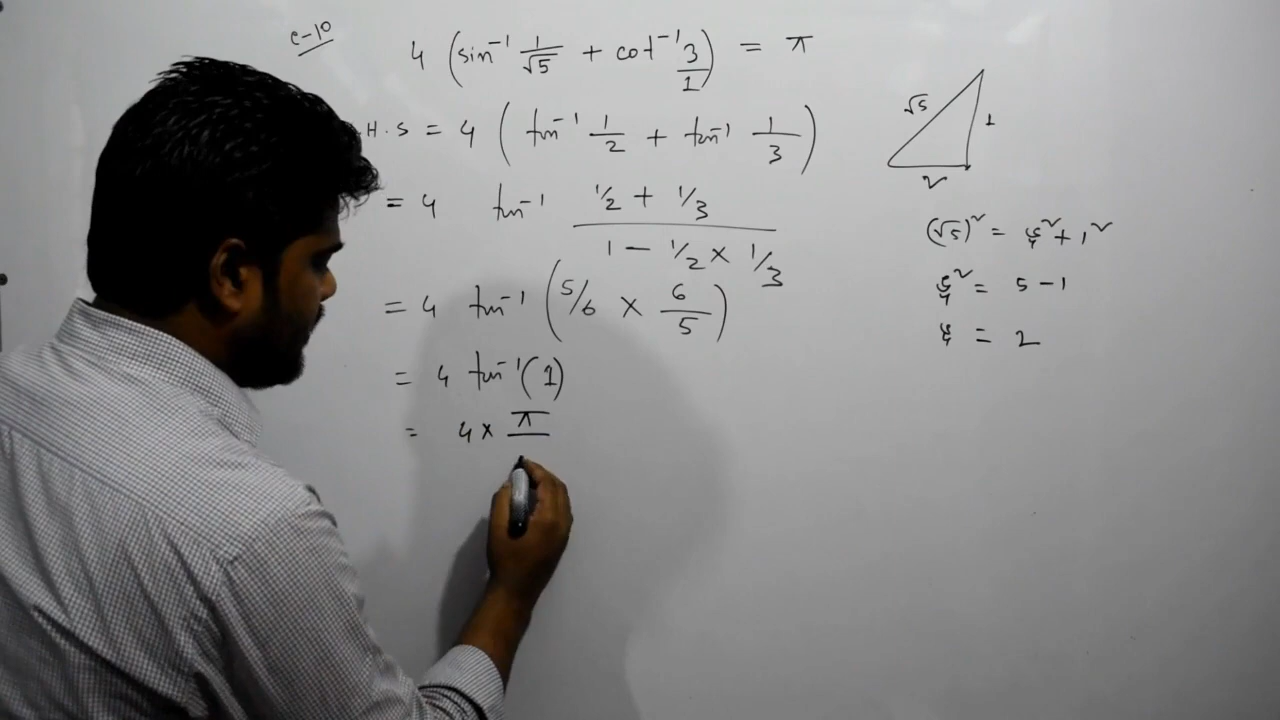 e-10
4 (sin⁻¹ 1/√5 + cot⁻¹ 3/1) = π
H.S = 4 (tan⁻¹ 1/2 + tan⁻¹ 1/3)
= 4 tan⁻¹ (1/2 + 1/3)/(1 - 1/2 × 1/3)
= 4 tan⁻¹ (5/6 × 6/5)
= 4 tan⁻¹ (1)
= 4 × π
√5
1
2
(√5)² = 1²
= 5 - 1
= 2